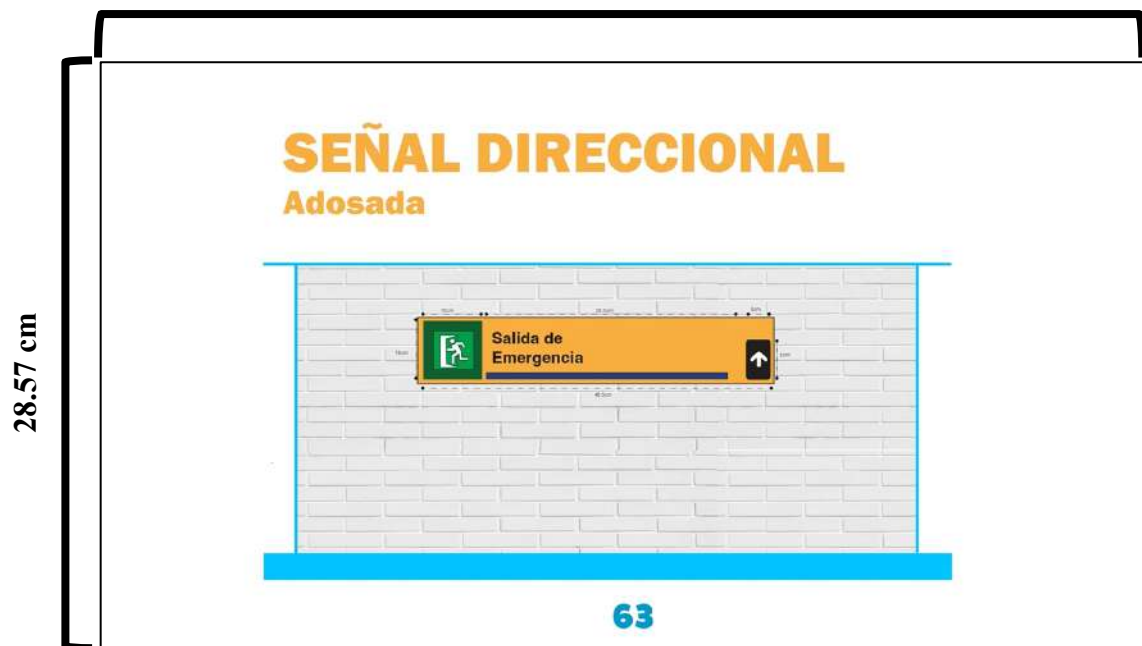 SEÑAL DIRECCIONAL
Adosada
28.57 cm
Salida de
Emergencia
63